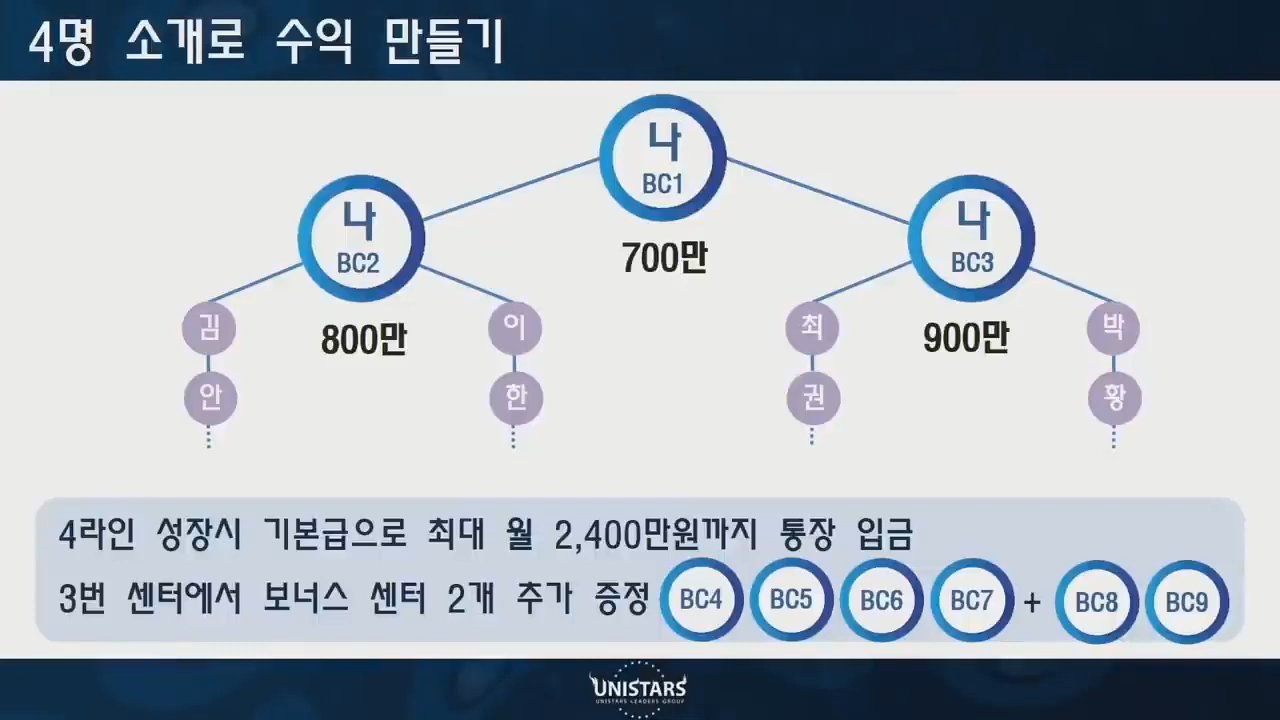 4명 소개로 수익 만들기
나
BC1
700만
나
BC2
800만
나
BC3
900만
김
이
최
박
안
한
권
황
4라인 성장시 기본급으로 최대 월 2,400만원까지 통장 입금
3번 센터에서 보너스 센터 2개 추가 증정 BC4 BC5 BC6 BC7 + BC8 BC9
UNISTARS
UNISTARS LEADERS GROUP